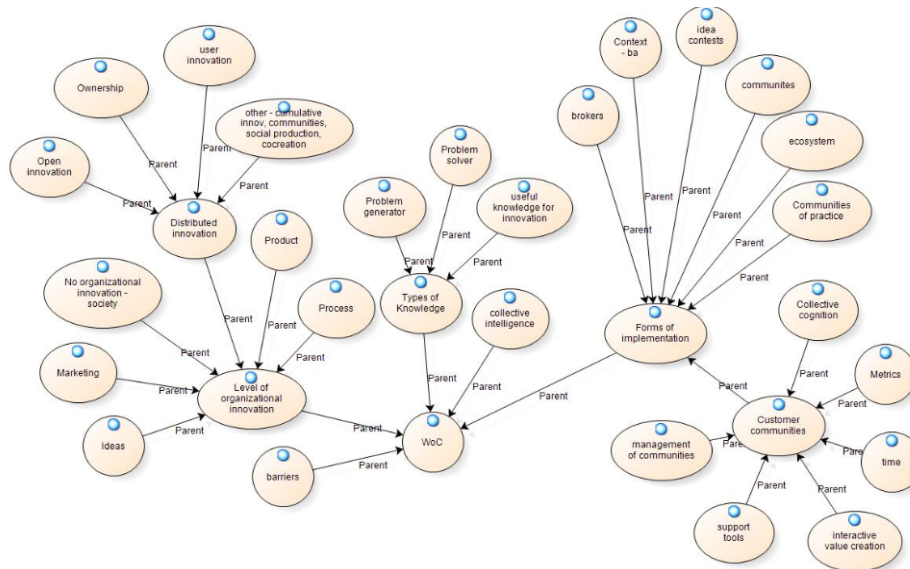 user
innovation
Ownership
other - cumulative
innov, communities,
social production,
cocreation
Open
innovation
Parent
Parent
Parent
Parent
Distributed
innovation
Product
No organizational
innovation -
society
Process
Marketing
Ideas
Parent
Parent
Parent
Parent
Parent
Parent
Level of
organizational
innovation
Parent
barriers
Parent
Problem
solver
Problem
generator
useful
knowledge for
innovation
Parent
Parent
Parent
Types of
Knowledge
collective
intelligence
Parent
Parent
WoC
Context
- ba
idea
contests
brokers
communites
ecosystem
Communities
of practice
Parent
Parent
Parent
Parent
Parent
Parent
Forms of
implementation
Parent
Parent
Collective
cognition
Metrics
Parent
Parent
Customer
communities
management
of communities
time
support
tools
interactive
value creation
Parent
Parent